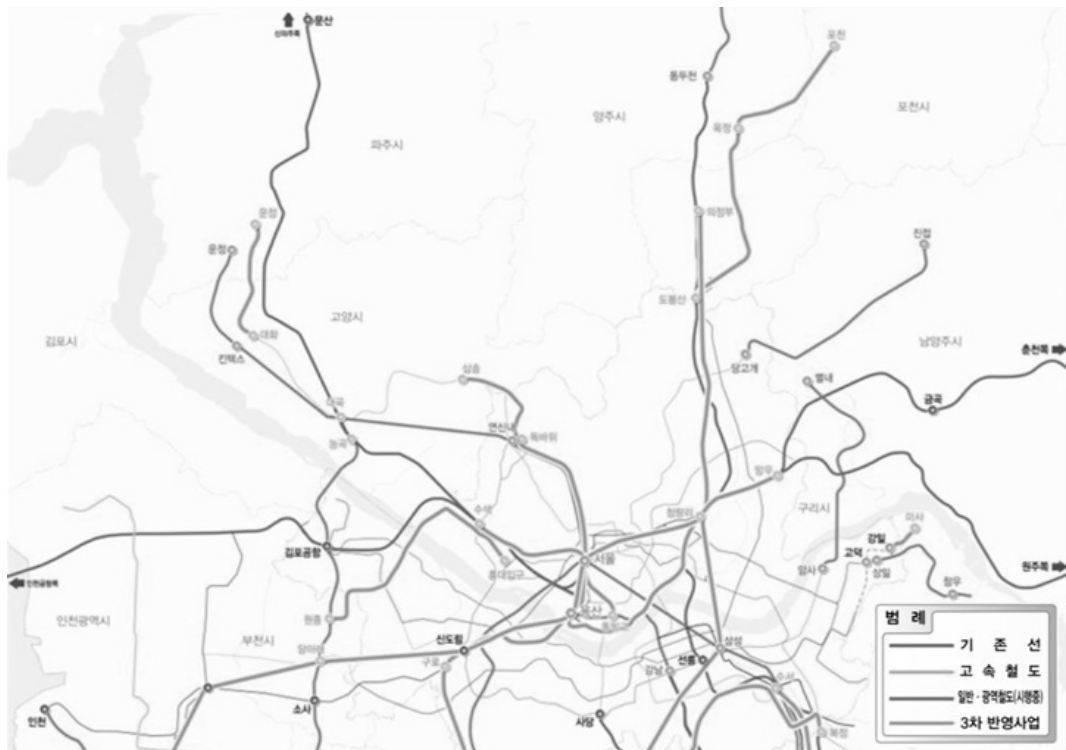 문산
신의주쪽
포천
동두천
포천시
양주시
옥정
파주시
의정부
운정
운정
진접
도봉산
고양시
김포시
대화
킨텍스
남양주시
춘천쪽
당고개
삼송
별내
금곡
대곡
연신내
독바위
능곡
망우
구리시
수색
청량리
미사
강일
김포공항
고덕
서울
홍대입구
암사
상일
창우
원주쪽
인천공항쪽
용산
원종
인천광역시
부천시
신도림
당아래
구로
삼성
선릉
강남
수서
소사
인천
사당
복정
범 례
기 존 선
고 속 철 도
일반 · 광역철도(시행중)
3차 반영사업